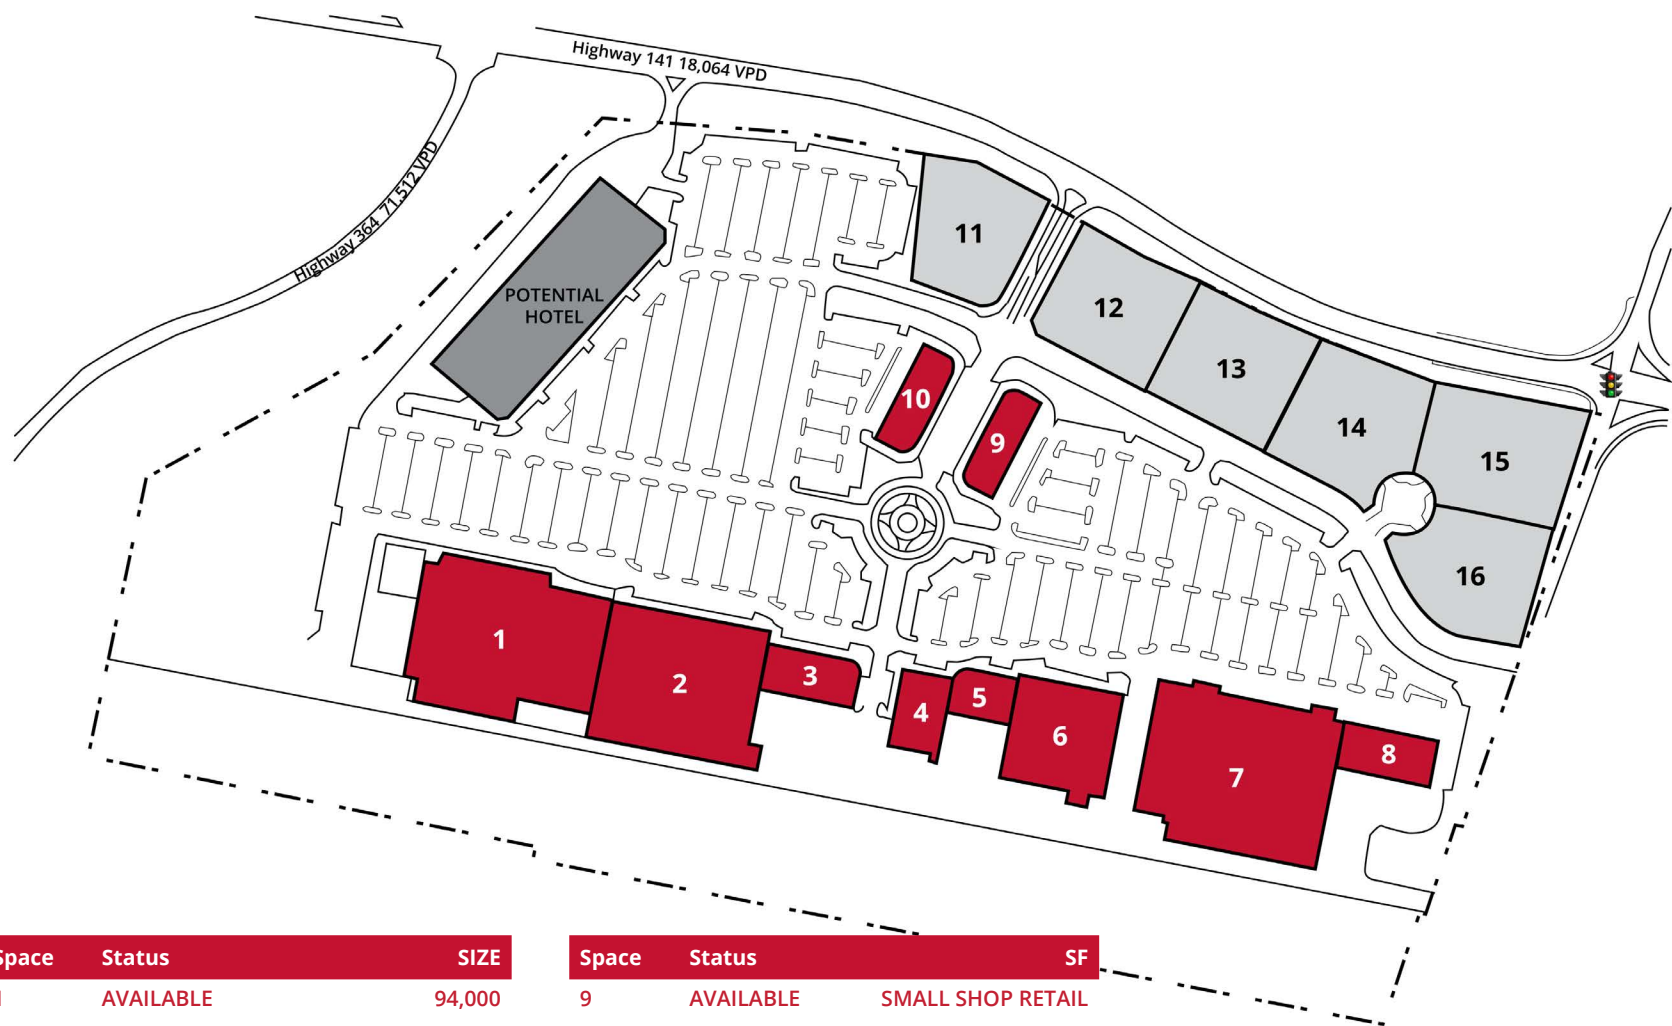 Highway 141 18,064 VPD
Highway 364 71,512 VPD
POTENTIAL
HOTEL
11
12
13
14
15
16
10
9
1
2
3
4
5
6
7
8
Space Status SIZE
1 AVAILABLE 94,000
Space Status SF
9 AVAILABLE SMALL SHOP RETAIL